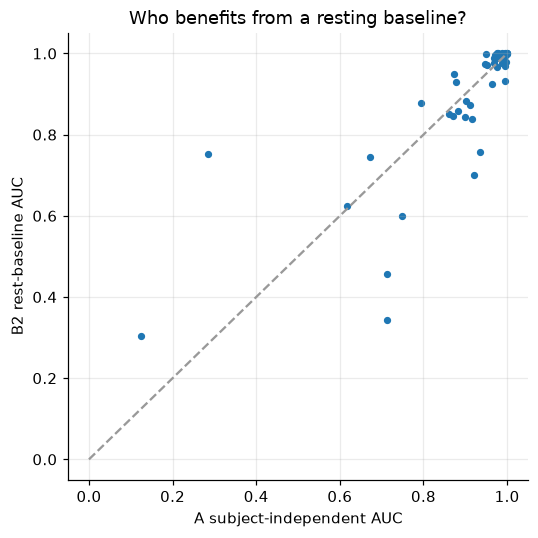 Who benefits from a resting baseline?
B2 rest-baseline AUC
1.0
0.8
0.6
0.4
0.2
0.0
0.0 0.2 0.4 0.6 0.8 1.0
A subject-independent AUC